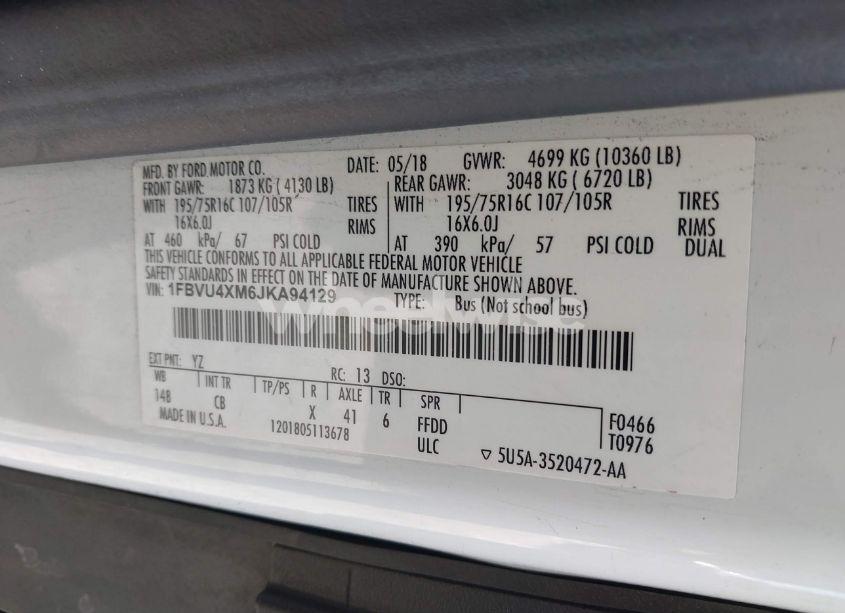 MFD. BY FORD MOTOR CO. DATE: 05/18 GVWR: 4699 KG (10360 LB)
FRONT GAWR: 1873 KG ( 4130 LB) REAR GAWR: 3048 KG ( 6720 LB)
WITH 195/75R16C 107/105R TIRES WITH 195/75R16C 107/105R TIRES
16X6.0J RIMS 16X6.0J RIMS
AT 460 kPa/ 67 PSI COLD AT 390 kPa/ 57 PSI COLD DUAL
THIS VEHICLE CONFORMS TO ALL APPLICABLE FEDERAL MOTOR VEHICLE
SAFETY STANDARDS IN EFFECT ON THE DATE OF MANUFACTURE SHOWN ABOVE.
VIN: 1FBVU4XM6JKA94129 TYPE: Bus (Not school bus)
wheelwise
EXT PNT: YZ RC: 13 DSO:
WB INT TR TP/PS R AXLE TR SPR
148 CB X 41 6 FFDD F0466
MADE IN U.S.A. 1201805113678 ULC T0976
▽ 5U5A-3520472-AA